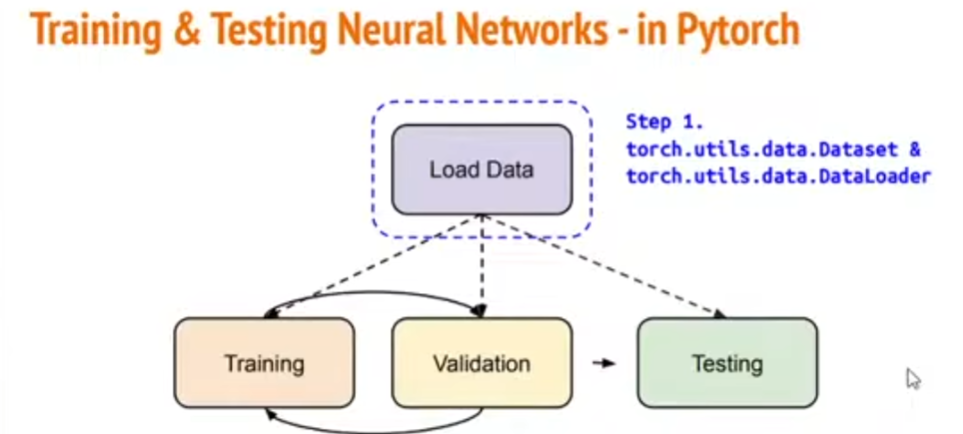 Training & Testing Neural Networks - in Pytorch
Step 1.
torch.utils.data.Dataset &
torch.utils.data.DataLoader
Load Data
Training
Validation
Testing